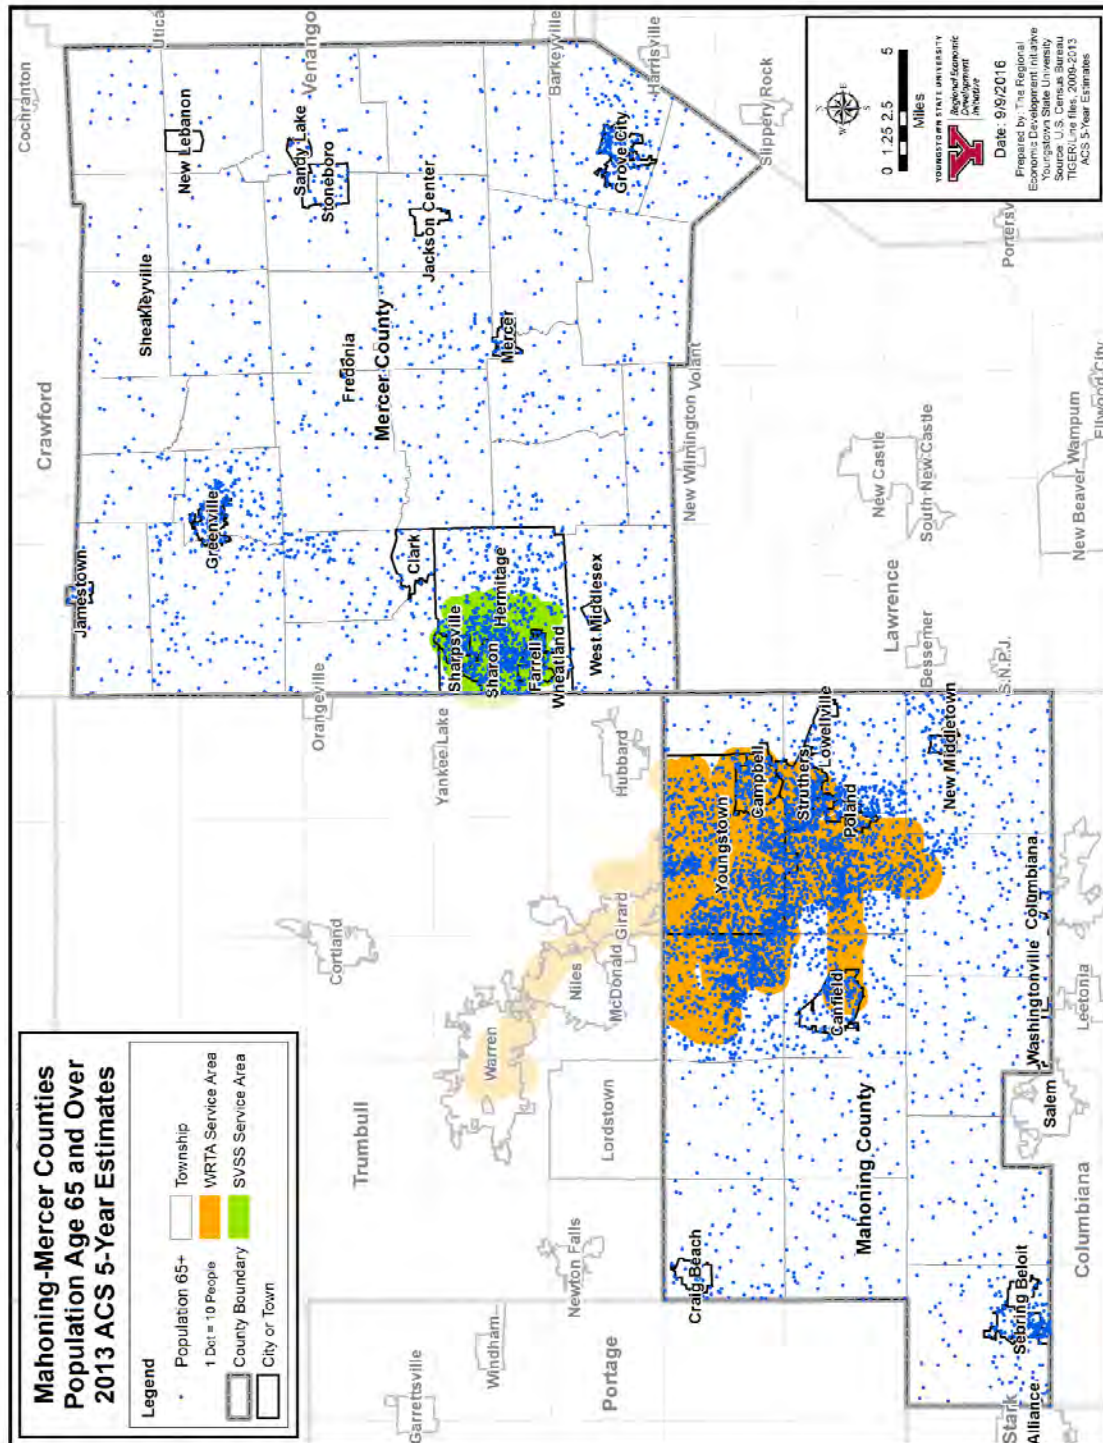 Mahoning-Mercer Counties
Population Age 65 and Over
2013 ACS 5-Year Estimates
Legend
Population 65+
1 Dot = 10 People
County Boundary
City or Town
Township
WRTA Service Area
SVSS Service Area
Crawford
Cochranton
Utica
Venango
Barkeyville
Harrisville
Slippery Rock
Jamestown
Greenville
Sheakleyville
New Lebanon
Sandy Lake
Stoneboro
Fredonia
Mercer County
Jackson Center
Clark
Mercer
Grove City
Sharpsville
Sharon
Hermitage
Farrell
Wheatland
West Middlesex
Orangeville
Yankee Lake
Hubbard
New Wilmington
Volant
Lawrence
New Castle
South New Castle
Bessemer
S.N.P.J.
New Beaver
Wampum
Ellwood City
Portersv
Trumbull
Cortland
Warren
Niles
McDonald
Girard
Lordstown
Newton Falls
Windham
Garrettsville
Portage
Youngstown
Campbell
Struthers
Lowellville
Poland
Canfield
New Middletown
Craig Beach
Mahoning County
Sebring
Beloit
Salem
Washingtonville
Columbiana
Leetonia
Columbiana
Stark
Alliance
N
S
E
W
0 1.25 2.5 5
Miles
YOUNGSTOWN STATE UNIVERSITY
Y
Regional Economic
Development
Initiative
Date: 9/9/2016
Prepared by: The Regional
Economic Development Initiative
Youngstown State University
Source: U.S. Census Bureau
TIGER/Line files, 2009-2013
ACS 5-Year Estimates